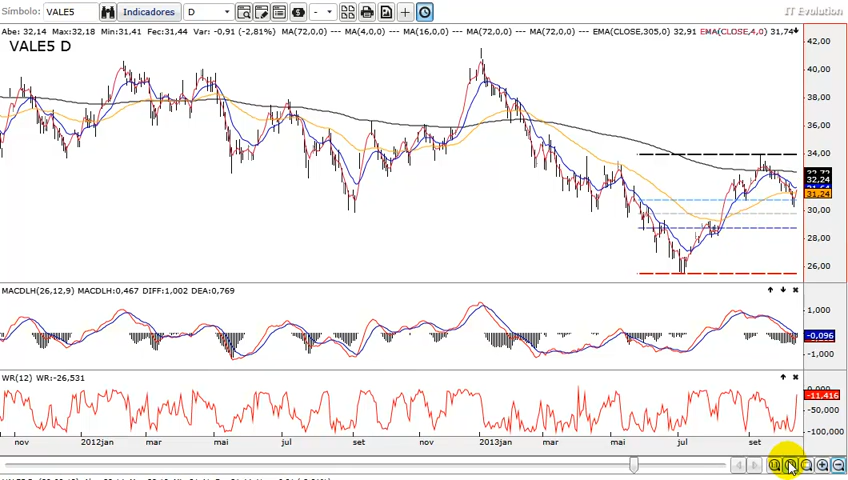 Símbolo: VALE5 Indicadores D - IT Evolution
Abe: 32,14 Max:32,18 Min:31,41 Fec:31,44 Var: -0,91 (-2,81%) MA(72,0,0) MA(4,0,0) MA(16,0,0) MA(72,0,0) MA(72,0,0) EMA(CLOSE,305,0) 32,91 EMA(CLOSE,4,0) 31,74
VALE5 D
42,00
40,00
38,00
36,00
34,00
32,24
31,24
30,00
28,00
26,00
MACDLH(26,12,9) MACDLH:0,467 DIFF:1,002 DEA:0,769
1,000
-0,096
-1,000
WR(12) WR:-26,531
-11,416
-50,000
-100,000
nov 2012jan mar mai jul set nov 2013jan mar mai jul set